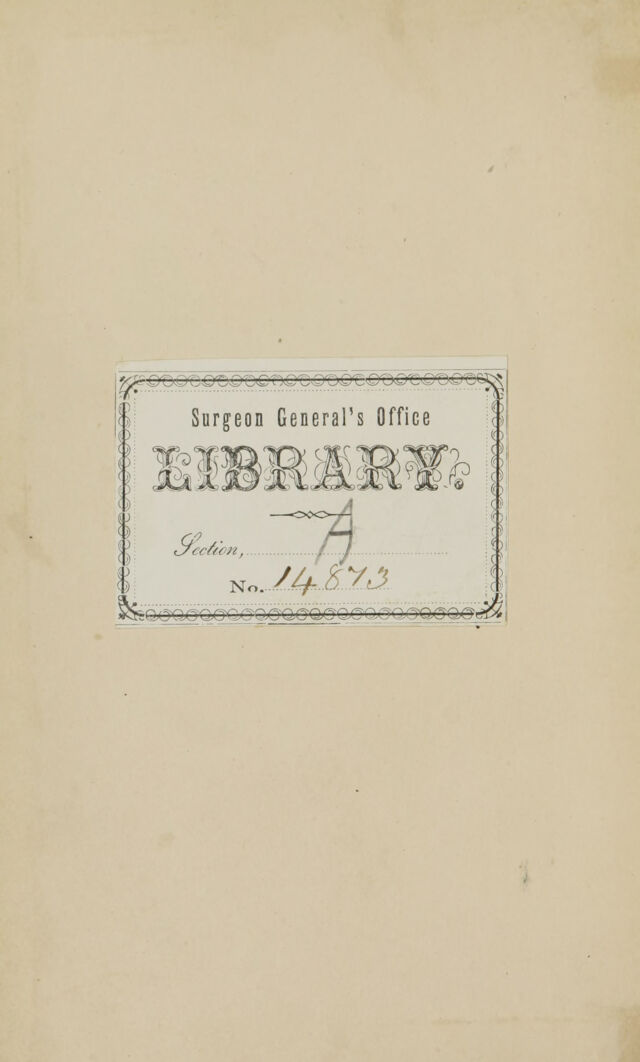 Surgeon General's Office
LIBRARY.
Section, A
No. 14873